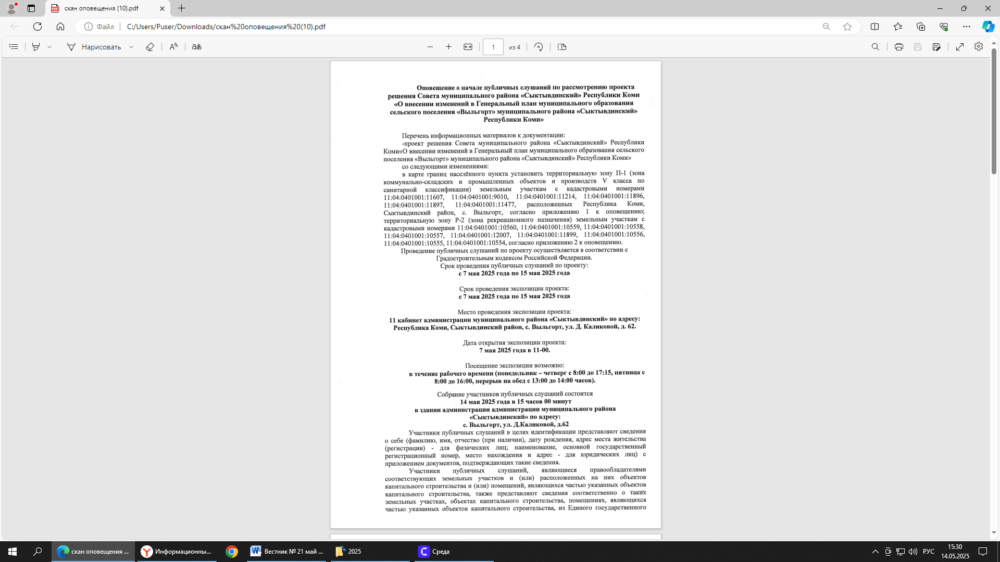 скан оповещения (10).pdf
Файл
C:/Users/Puser/Downloads/скан%20оповещения%20(10).pdf
Нарисовать
1 из 4
Оповещение о начале публичных слушаний по рассмотрению проекта
решения Совета муниципального района «Сыктывдинский» Республики Коми
«О внесении изменений в Генеральный план муниципального образования
сельского поселения «Выльгорт» муниципального района «Сыктывдинский»
Республики Коми»
Перечень информационных материалов к документации:
-проект решения Совета муниципального района «Сыктывдинский» Республики
Коми«О внесении изменений в Генеральный план муниципального образования сельского
поселения «Выльгорт» муниципального района «Сыктывдинский» Республики Коми»
со следующими изменениями:
в карте границ населённого пункта установить территориальную зону П-1 (зона
коммунально-складских и промышленных объектов и производств V класса по
санитарной классификации) земельным участкам с кадастровыми номерами
11:04:0401001:11607, 11:04:0401001:9010, 11:04:0401001:11214, 11:04:0401001:11896,
11:04:0401001:11897, 11:04:0401001:11477, расположенных Республика Коми,
Сыктывдинский район, с. Выльгорт, согласно приложению 1 к оповещению;
территориальную зону Р-2 (зона рекреационного назначения) земельным участкам с
кадастровыми номерами 11:04:0401001:10560, 11:04:0401001:10559, 11:04:0401001:10558,
11:04:0401001:10557, 11:04:0401001:12007, 11:04:0401001:11899, 11:04:0401001:10556,
11:04:0401001:10555, 11:04:0401001:10554, согласно приложению 2 к оповещению.
Проведение публичных слушаний по проекту осуществляется в соответствии с
Градостроительным кодексом Российской Федерации.
Срок проведения публичных слушаний по проекту:
с 7 мая 2025 года по 15 мая 2025 года
Срок проведения экспозиции проекта:
с 7 мая 2025 года по 15 мая 2025 года
Место проведения экспозиции проекта:
11 кабинет администрации муниципального района «Сыктывдинский» по адресу:
Республика Коми, Сыктывдинский район, с. Выльгорт, ул. Д. Каликовой, д. 62.
Дата открытия экспозиции проекта:
7 мая 2025 года в 11-00.
Посещение экспозиции возможно:
в течение рабочего времени (понедельник – четверг с 8:00 до 17:15, пятница с
8:00 до 16:00, перерыв на обед с 13:00 до 14:00 часов).
Собрание участников публичных слушаний состоится
14 мая 2025 года в 15 часов 00 минут
в здании администрации администрации муниципального района
«Сыктывдинский» по адресу:
с. Выльгорт, ул. Д.Каликовой, д.62
Участники публичных слушаний в целях идентификации представляют сведения
о себе (фамилию, имя, отчество (при наличии), дату рождения, адрес места жительства
(регистрации) - для физических лиц; наименование, основной государственный
регистрационный номер, место нахождения и адрес - для юридических лиц) с
приложением документов, подтверждающих такие сведения.
Участники публичных слушаний, являющиеся правообладателями
соответствующих земельных участков и (или) расположенных на них объектов
капитального строительства и (или) помещений, являющихся частью указанных объектов
капитального строительства, также представляют сведения соответственно о таких
земельных участках, объектах капитального строительства, помещениях, являющихся
частью указанных объектов капитального строительства, из Единого государственного
скан оповещения ...
Информационны...
Вестник № 21 май ...
2025
Среда
РУС
15:30
14.05.2025